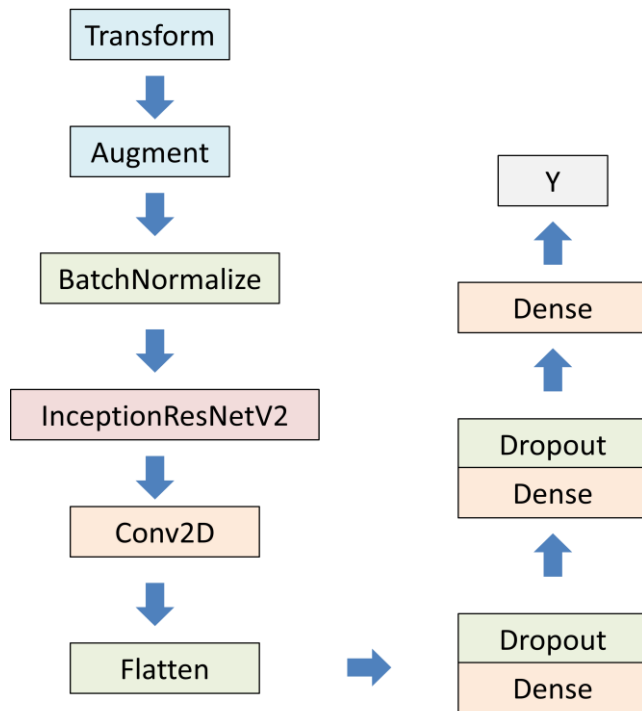 Transform
Augment
BatchNormalize
InceptionResNetV2
Conv2D
Flatten
Dropout
Dense
Dropout
Dense
Dense
Y